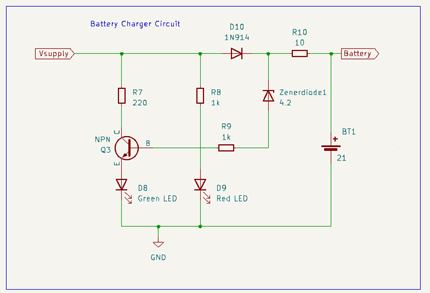 Battery Charger Circuit
D10
1N914
R10
10
Vsupply
Battery
R7
220
R8
1k
Zenerdiode1
4.2
R9
1k
NPN
Q3
C
B
E
BT1
+
21
D8
Green LED
D9
Red LED
GND